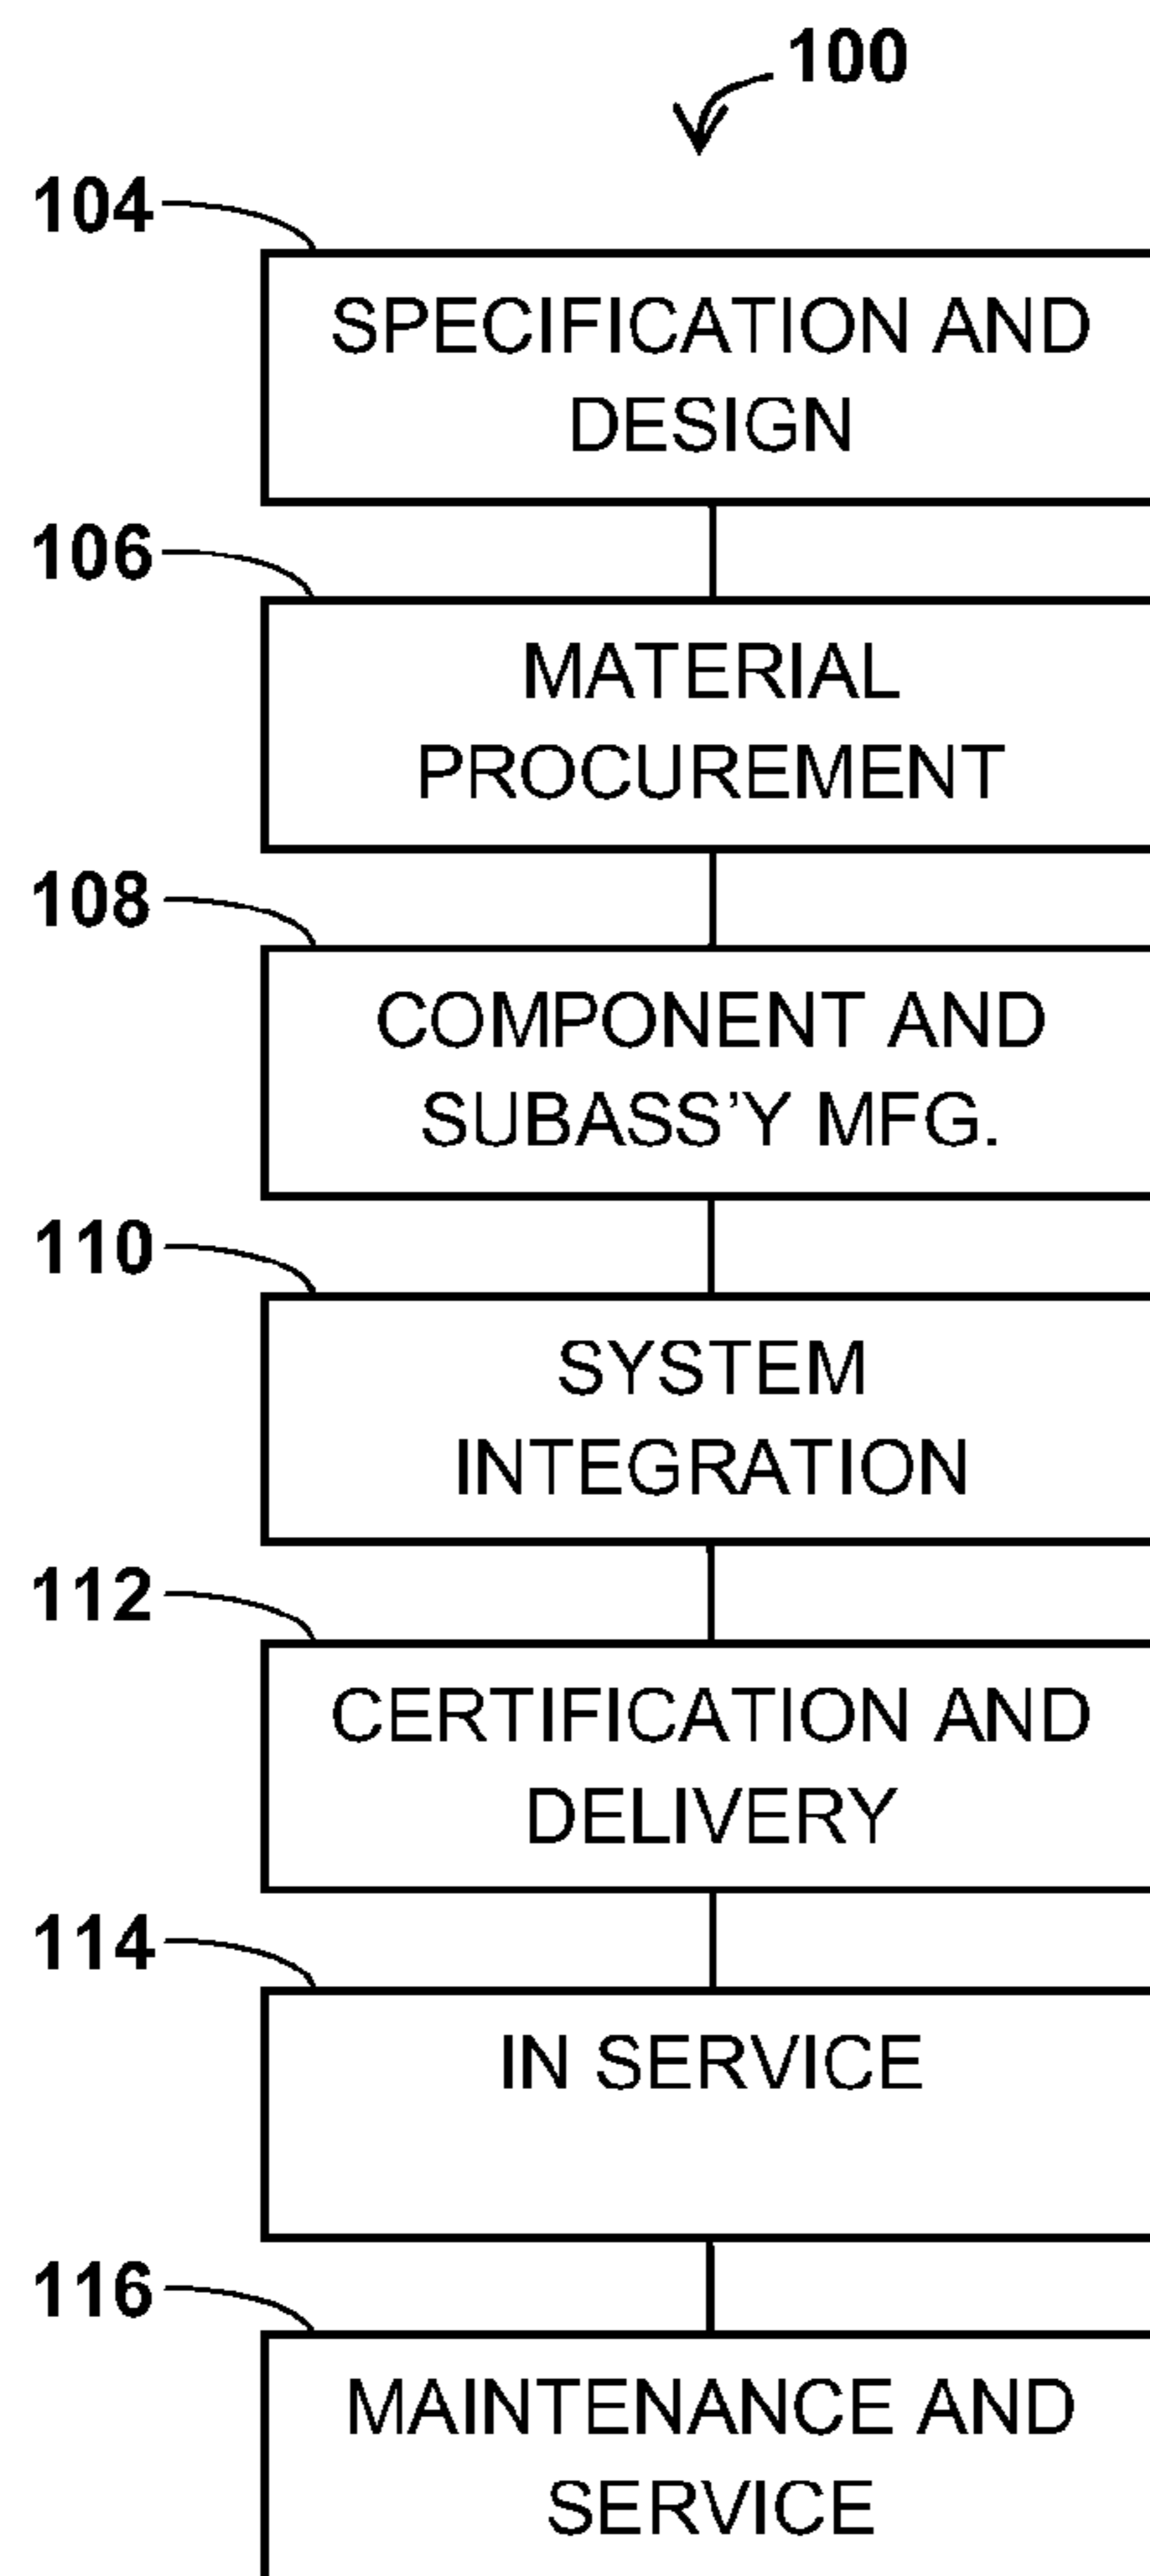 100
104
SPECIFICATION AND
DESIGN
106
MATERIAL
PROCUREMENT
108
COMPONENT AND
SUBASS’Y MFG.
110
SYSTEM
INTEGRATION
112
CERTIFICATION AND
DELIVERY
114
IN SERVICE
116
MAINTENANCE AND
SERVICE